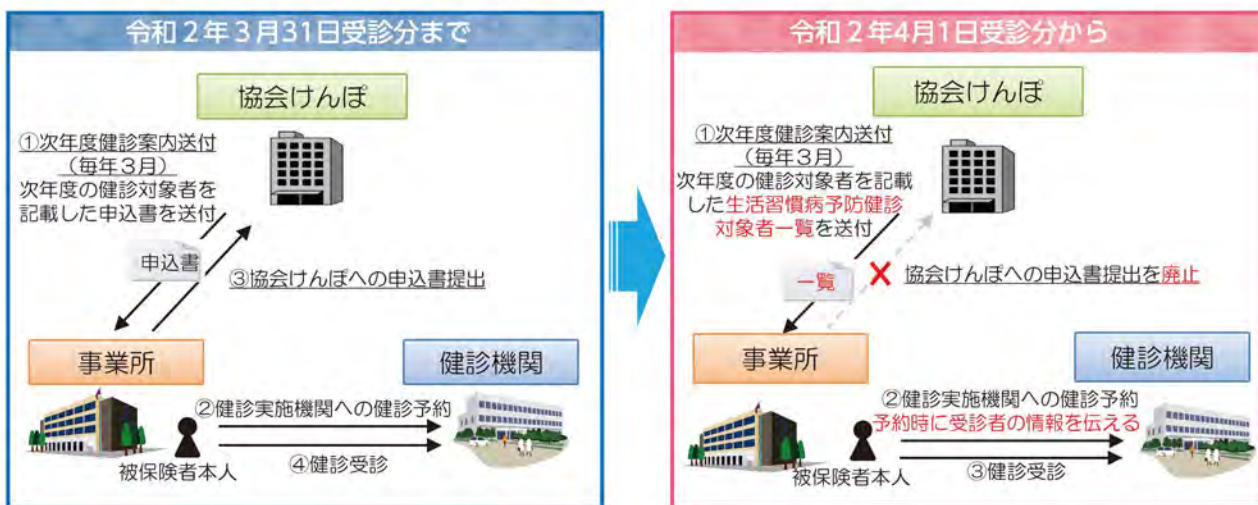 令和２年３月31日受診分まで
協会けんぽ
①次年度健診案内送付
（毎年３月）
次年度の健診対象者を
記載した申込書を送付
申込書
③協会けんぽへの申込書提出
事業所
健診機関
②健診実施機関への健診予約
④健診受診
被保険者本人
令和２年4月1日受診分から
協会けんぽ
①次年度健診案内送付
（毎年３月）
次年度の健診対象者を記載
した生活習慣病予防健診
対象者一覧を送付
一覧
協会けんぽへの申込書提出を廃止
事業所
健診機関
②健診実施機関への健診予約
予約時に受診者の情報を伝える
③健診受診
被保険者本人